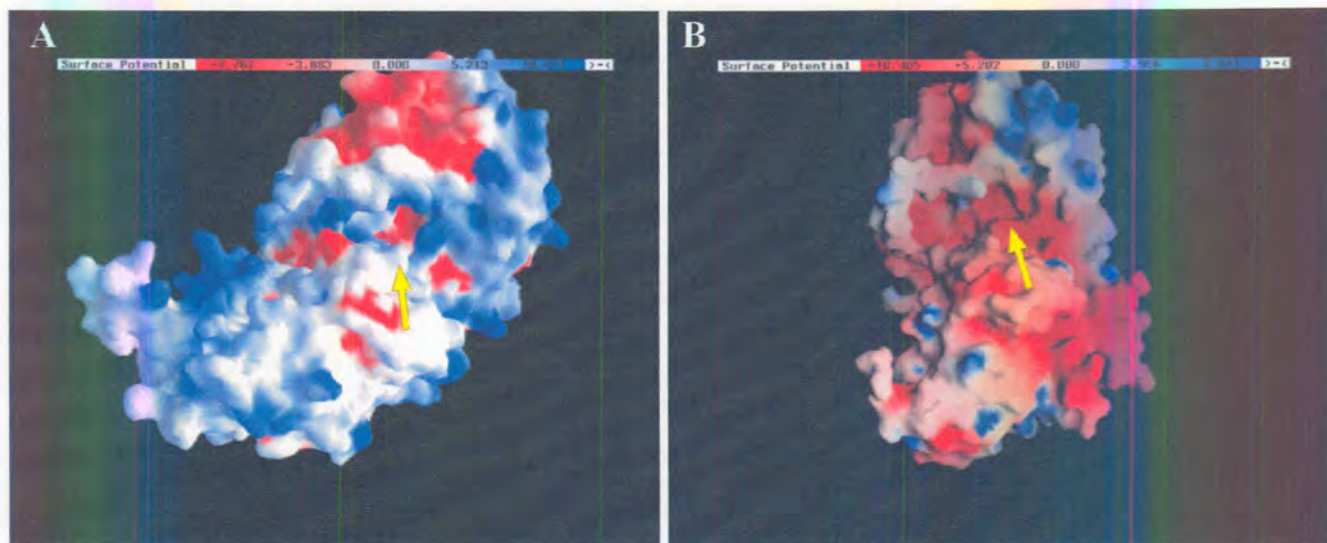 A
Surface Potential -3.883 0.000 5.213 >-<
B
Surface Potential -10.405 -5.202 0.000 >-<